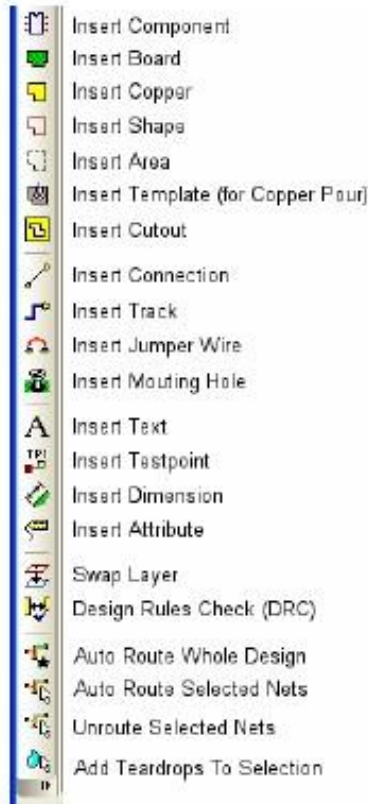 Insert Component
Insert Board
Insert Copper
Insert Shape
Insert Area
Insert Template (for Copper Pour)
Insert Cutout
Insert Connection
Insert Track
Insert Jumper Wire
Insert Mouting Hole
A Insert Text
TP1 Insert Testpoint
Insert Dimension
Insert Attribute
Swap Layer
Design Rules Check (DRC)
Auto Route Whole Design
Auto Route Selected Nets
Unroute Selected Nets
Add Teardrops To Selection